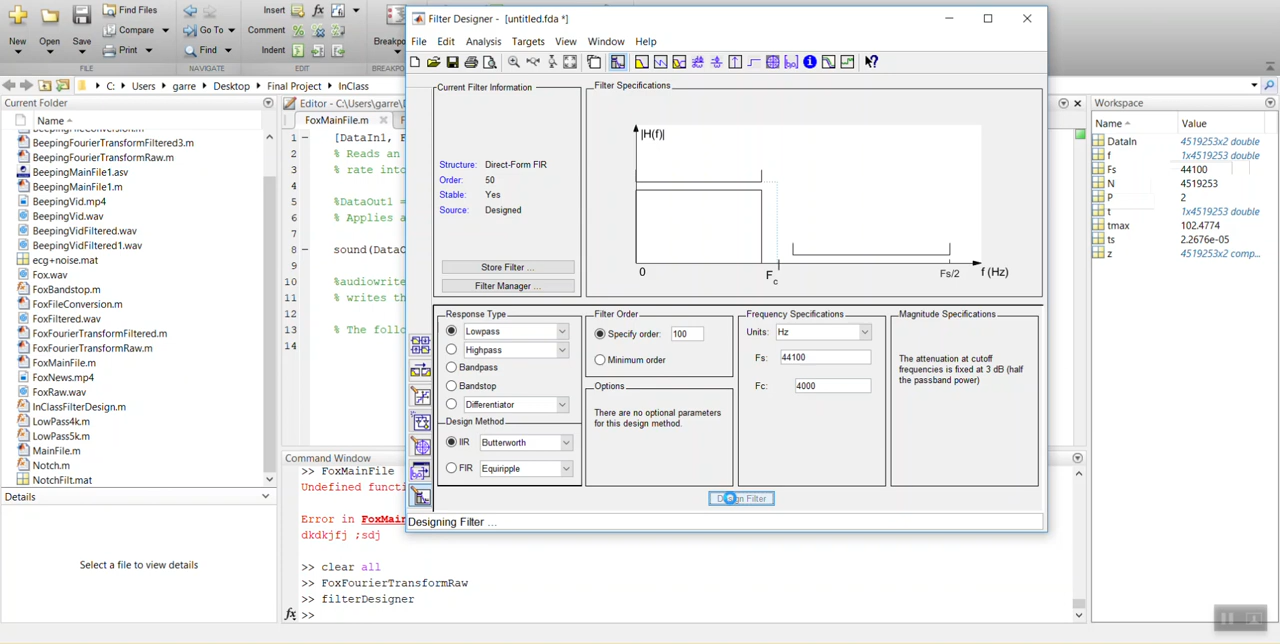 New
Open
Save
Find Files
Compare
Print
FILE
Go To
Find
NAVIGATE
Insert
fx
Comment
%
Indent
EDIT
Breakpo
BREAKPO
C:
Users
garre
Desktop
Final Project
InClass
Current Folder
Name
BeepingFileConversion.m
BeepingFourierTransformFiltered3.m
BeepingFourierTransformRaw.m
BeepingMainFile1.asv
BeepingMainFile1.m
BeepingVid.mp4
BeepingVid.wav
BeepingVidFiltered.wav
BeepingVidFiltered1.wav
ecg+noise.mat
Fox.wav
FoxBandstop.m
FoxFileConversion.m
FoxFiltered.wav
FoxFourierTransformFiltered.m
FoxFourierTransformRaw.m
FoxMainFile.m
FoxNews.mp4
FoxRaw.wav
InClassFilterDesign.m
LowPass4k.m
LowPass5k.m
MainFile.m
Notch.m
NotchFilt.mat
Details
Select a file to view details
Editor - C:\Users\garre\D
FoxMainFile.m
1 [DataIn1, F
2 % Reads an
3 % rate into
4
5 %DataOut1 =
6 % Applies a
7
8 sound(DataO
9
10 %audiowrite
11 % writes th
12
13 % The follo
14
Command Window
>> FoxMainFile
Undefined functi
Error in FoxMain
dkdkjfj ;sdj
>> clear all
>> FoxFourierTransformRaw
>> filterDesigner
fx >>
Filter Designer - [untitled.fda *]
File Edit Analysis Targets View Window Help
Current Filter Information
Structure: Direct-Form FIR
Order: 50
Stable: Yes
Source: Designed
Store Filter ...
Filter Manager ...
Filter Specifications
|H(f)|
0
Fc
Fs/2
f (Hz)
Response Type
Lowpass
Highpass
Bandpass
Bandstop
Differentiator
Design Method
IIR Butterworth
FIR Equiripple
Filter Order
Specify order: 100
Minimum order
Options
There are no optional parameters
for this design method.
Frequency Specifications
Units: Hz
Fs: 44100
Fc: 4000
Magnitude Specifications
The attenuation at cutoff
frequencies is fixed at 3 dB (half
the passband power)
Design Filter
Designing Filter ...
Workspace
Name Value
DataIn 4519253x2 double
f 1x4519253 double
Fs 44100
N 4519253
P 2
t 1x4519253 double
tmax 102.4774
ts 2.2676e-05
z 4519253x2 comp...